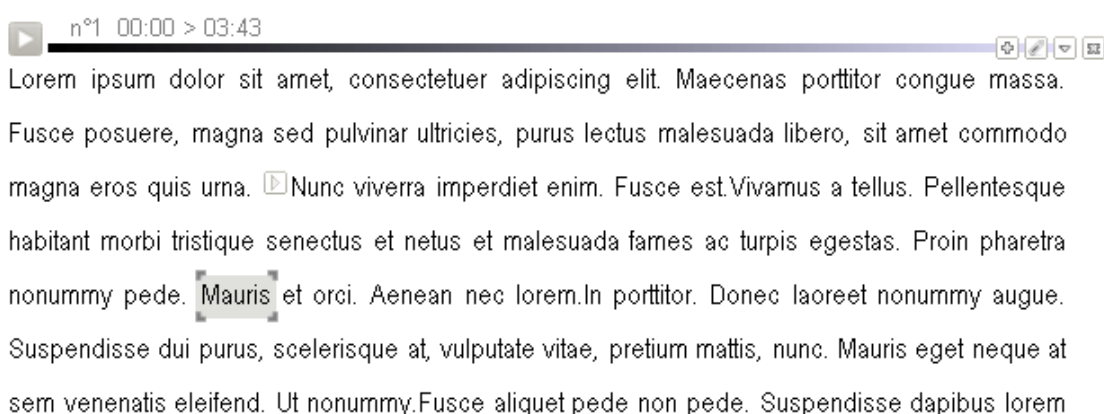 n°1 00:00 > 03:43
Lorem ipsum dolor sit amet, consectetuer adipiscing elit. Maecenas porttitor congue massa.
Fusce posuere, magna sed pulvinar ultricies, purus lectus malesuada libero, sit amet commodo
magna eros quis urna. Nunc viverra imperdiet enim. Fusce est.Vivamus a tellus. Pellentesque
habitant morbi tristique senectus et netus et malesuada fames ac turpis egestas. Proin pharetra
nonummy pede. Mauris et orci. Aenean nec lorem.In porttitor. Donec laoreet nonummy augue.
Suspendisse dui purus, scelerisque at, vulputate vitae, pretium mattis, nunc. Mauris eget neque at
sem venenatis eleifend. Ut nonummy.Fusce aliquet pede non pede. Suspendisse dapibus lorem